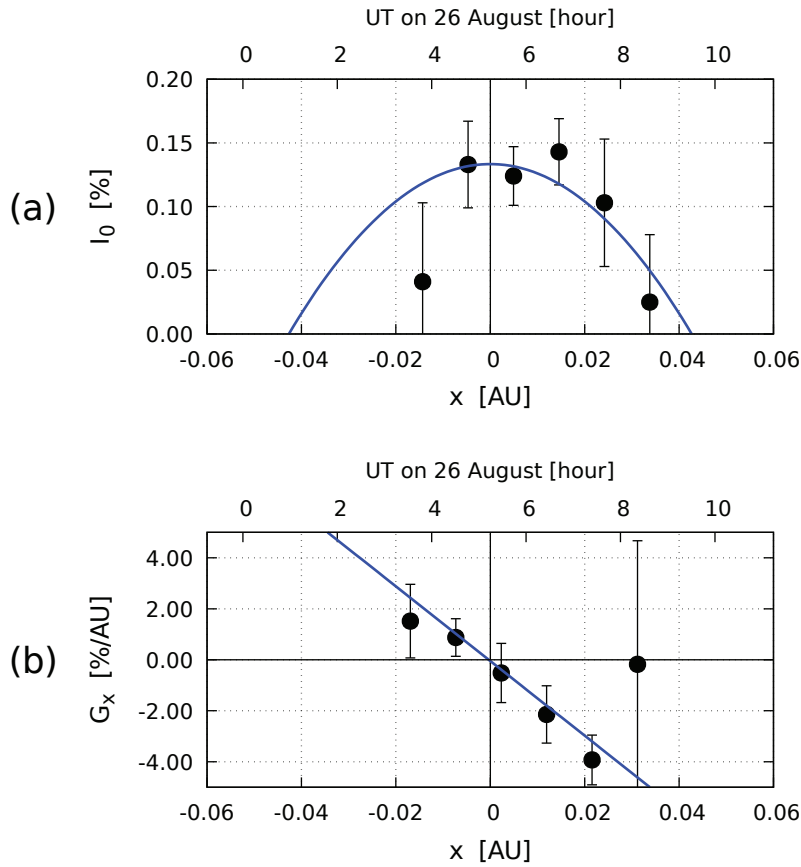 UT on 26 August [hour]
0 2 4 6 8 10
0.20
0.15
0.10
0.05
0.00
(a)
I0 [%]
-0.06 -0.04 -0.02 0 0.02 0.04 0.06
x [AU]
UT on 26 August [hour]
0 2 4 6 8 10
4.00
2.00
0.00
-2.00
-4.00
(b)
Gx [%/AU]
-0.06 -0.04 -0.02 0 0.02 0.04 0.06
x [AU]